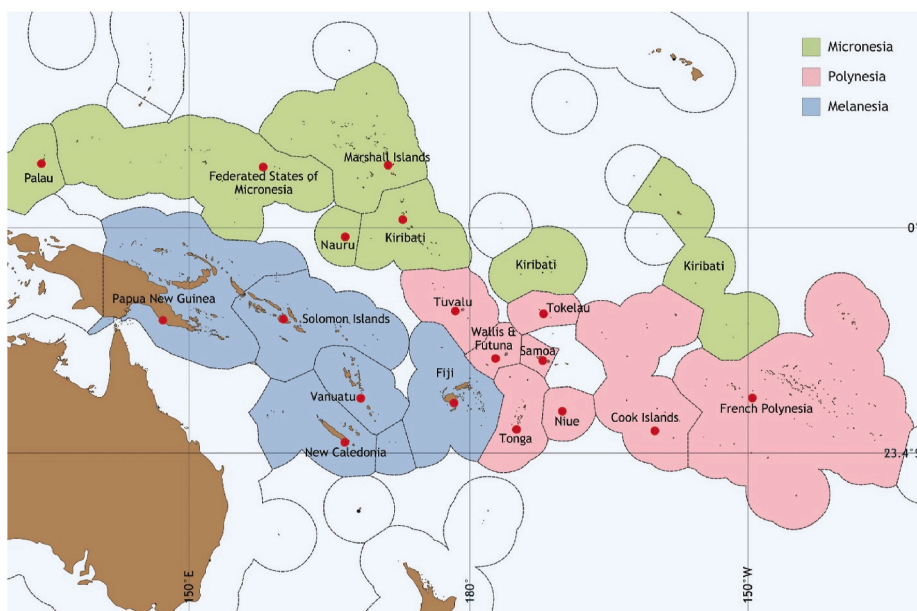 Micronesia
Polynesia
Melanesia
Palau
Federated States of
Micronesia
Marshall Islands
Nauru
Kiribati
0°
Kiribati
Kiribati
Papua New Guinea
Solomon Islands
Tuvalu
Tokelau
Wallis &
Futuna
Samoa
Fiji
Vanuatu
New Caledonia
Tonga
Niue
Cook Islands
French Polynesia
23.4°S
150°E
180°
150°W